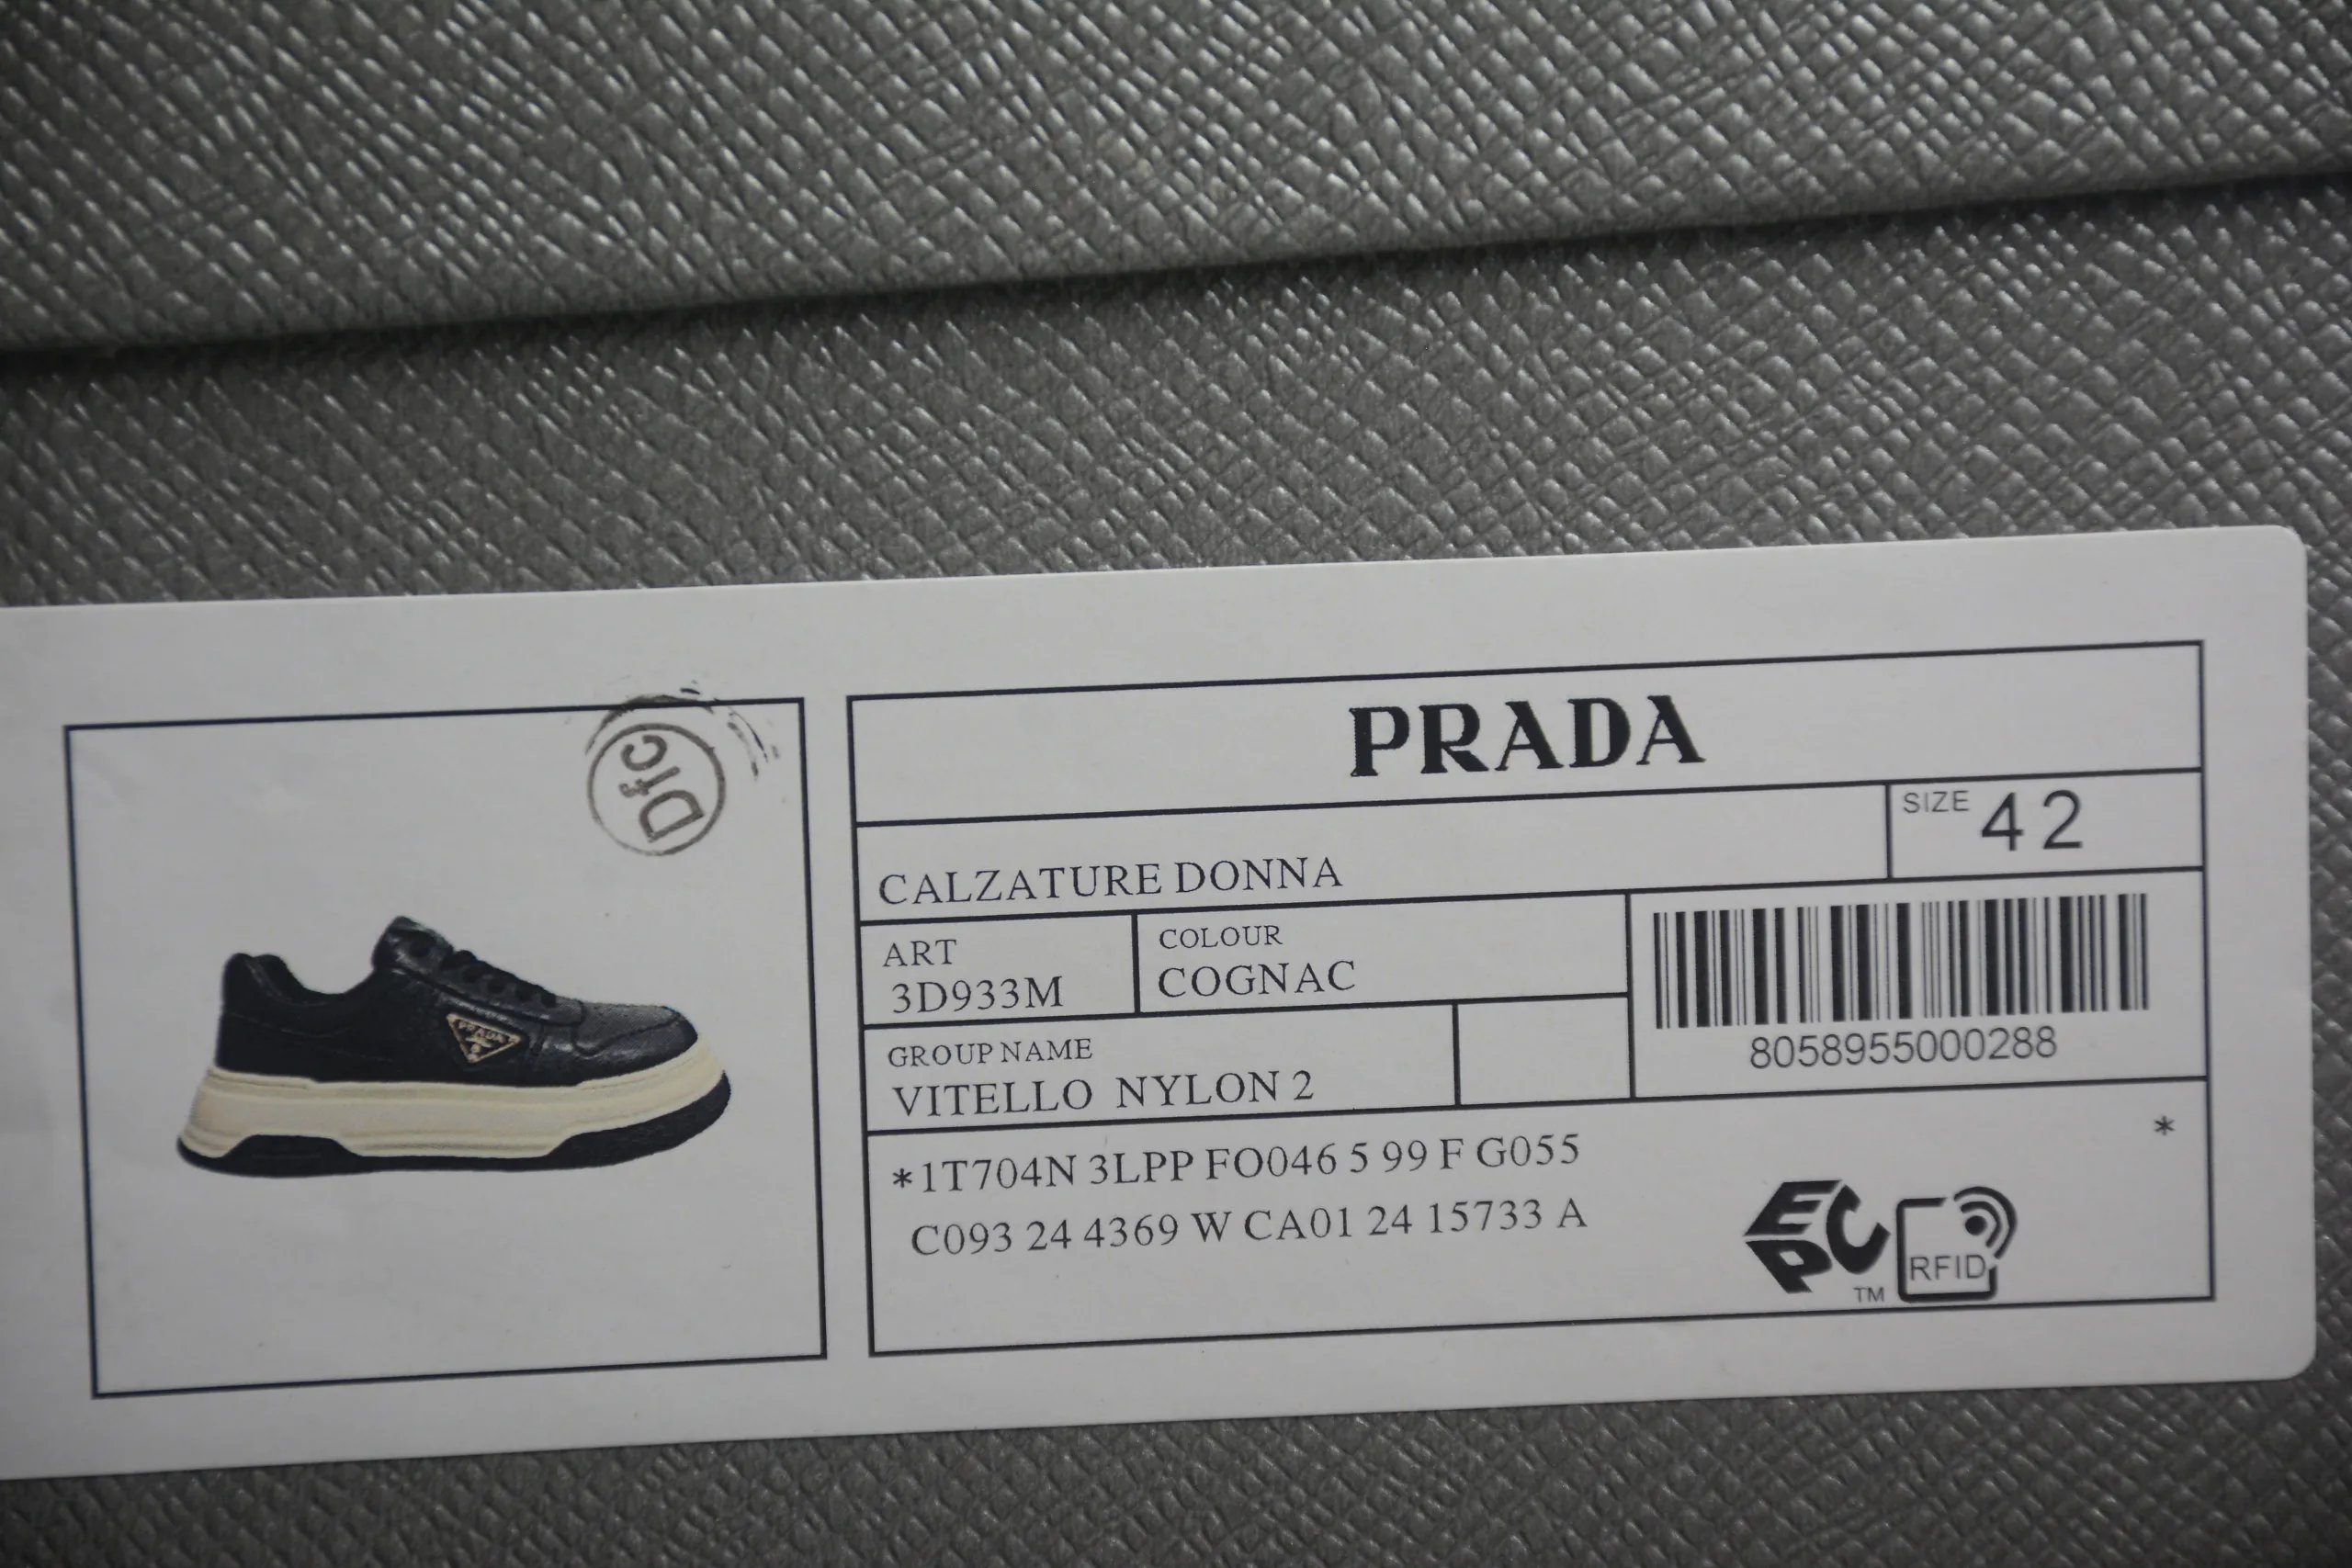 Dfc
PRADA
PRADA
SIZE 42
CALZATURE DONNA
ART
3D933M
COLOUR
COGNAC
8058955000288
GROUP NAME
VITELLO NYLON 2
*1T704N 3LPP FO046 5 99 F G055
*
C093 24 4369 W CA01 24 15733 A
EPC
TM
RFID